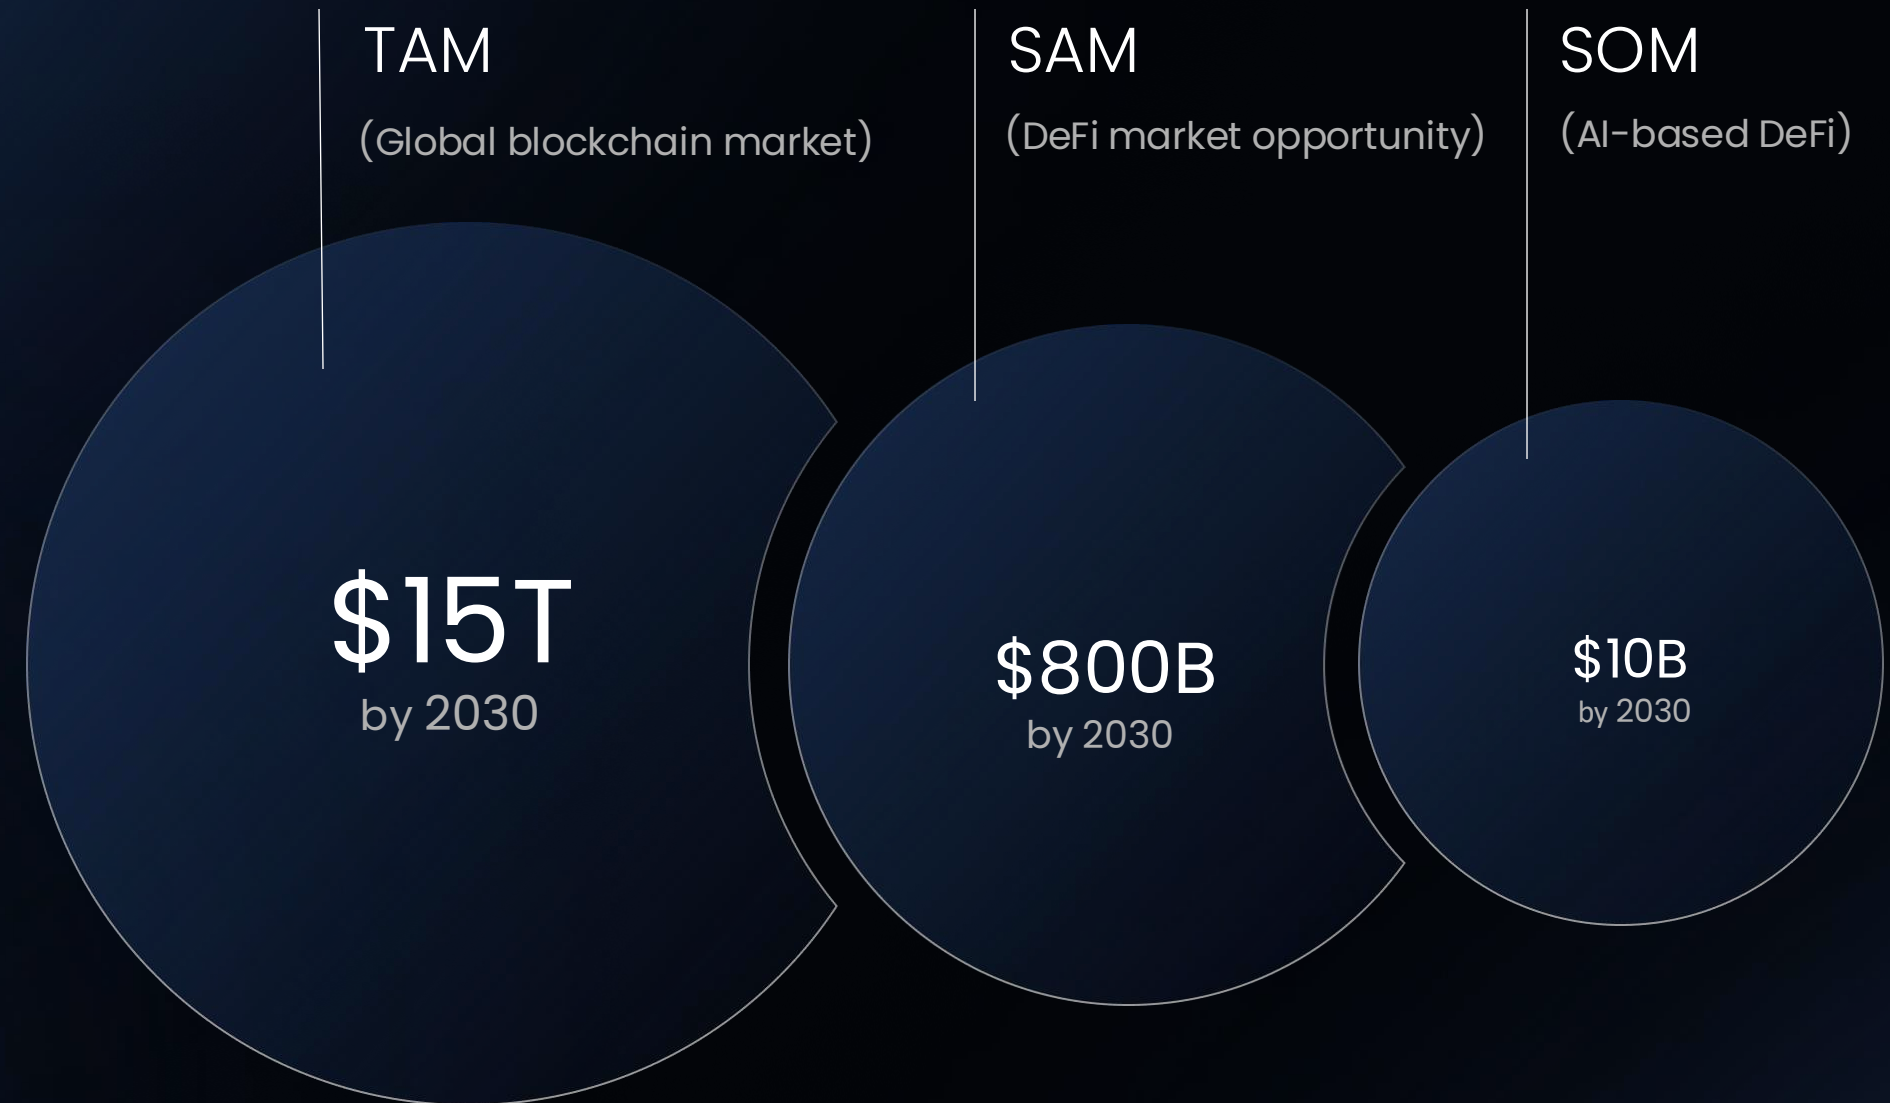 TAM
(Global blockchain market)
$15T
by 2030
SAM
(DeFi market opportunity)
$800B
by 2030
SOM
(AI-based DeFi)
$10B
by 2030